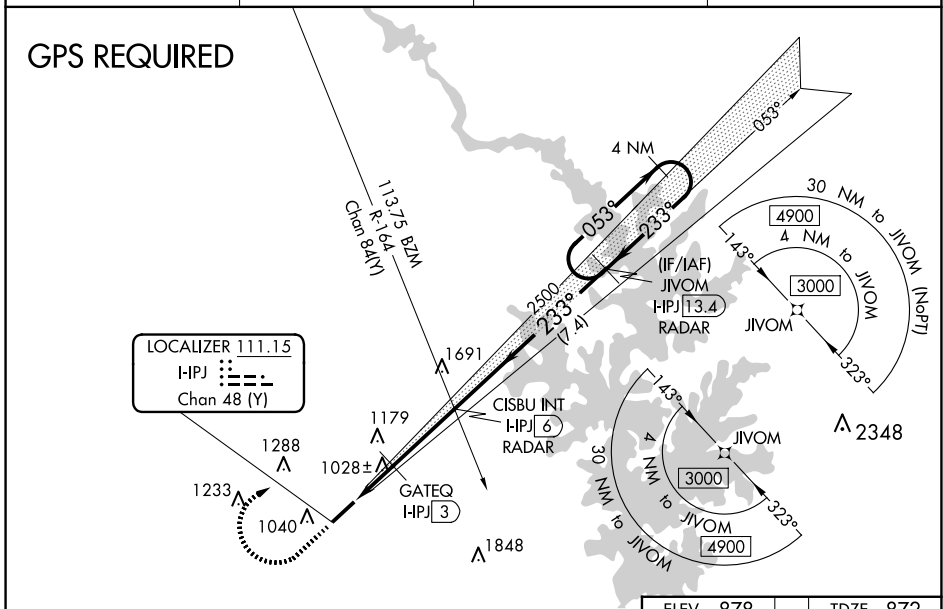 GPS REQUIRED
113.75 BZM
R-164
Chan 84(Y)
4 NM
053°
053°
233°
(IF/IAF)
JIVOM
I-IPJ 13.4
RADAR
2500
233°
(7.4)
30 NM to JIVOM (NoPT)
4900
143°
4 NM to JIVOM
3000
JIVOM
323°
LOCALIZER 111.15
I-IPJ
Chan 48 (Y)
1691
CISBU INT
I-IPJ 6
RADAR
1179
1288
1028±
1233
1040
GATEQ
I-IPJ 3
1848
2348
143°
JIVOM
3000
4 NM to JIVOM
323°
4900
30 NM to JIVOM
ELEV 878
TDZE 872